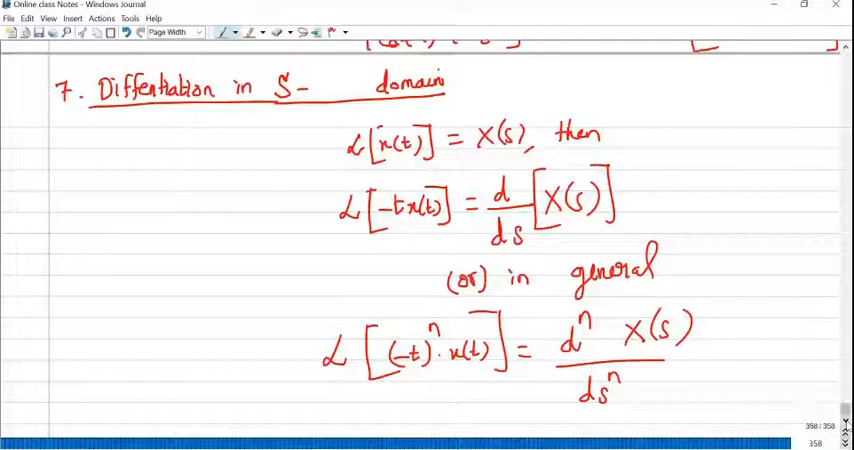 Online class Notes - Windows Journal
File Edit View Insert Actions Tools Help
Page Width
7. Diffentiation in S- domain
L[x(t)] = X(s), then
L[-t x(t)] = d/ds [X(s)]
(or) in general
L[(-t)^n . x(t)] = d^n X(s) / ds^n
358 / 358
358